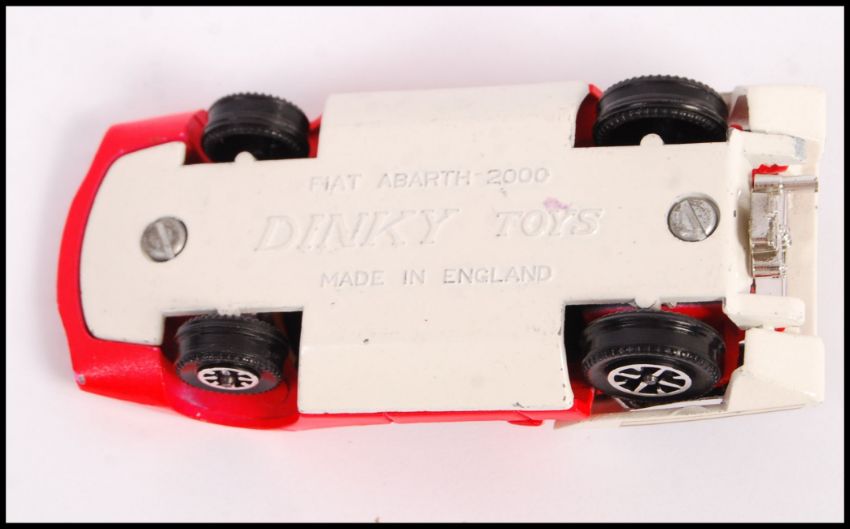 FIAT ABARTH-2000
DINKY TOYS
MADE IN ENGLAND